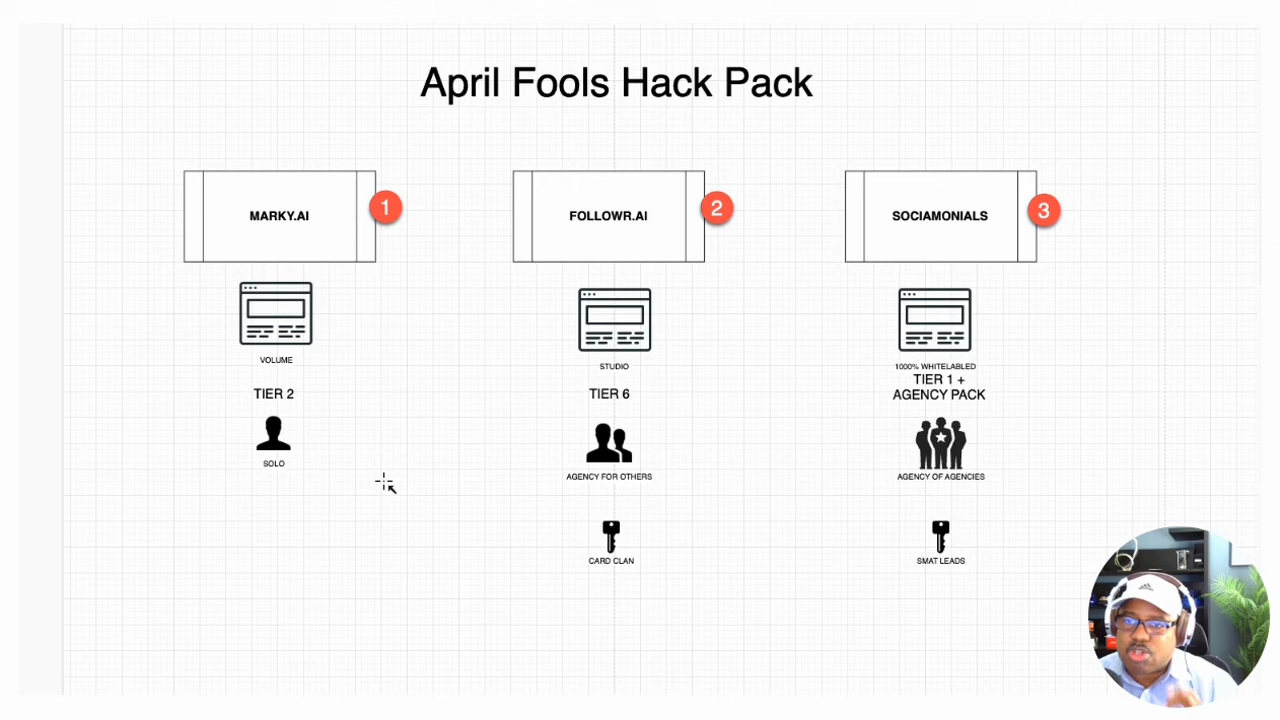 April Fools Hack Pack
MARKY.AI
1
FOLLOWR.AI
2
SOCIAMONIALS
3
VOLUME
TIER 2
SOLO
STUDIO
TIER 6
AGENCY FOR OTHERS
CARD CLAN
1000% WHITELABLED
TIER 1 +
AGENCY PACK
AGENCY OF AGENCIES
SMAT LEADS